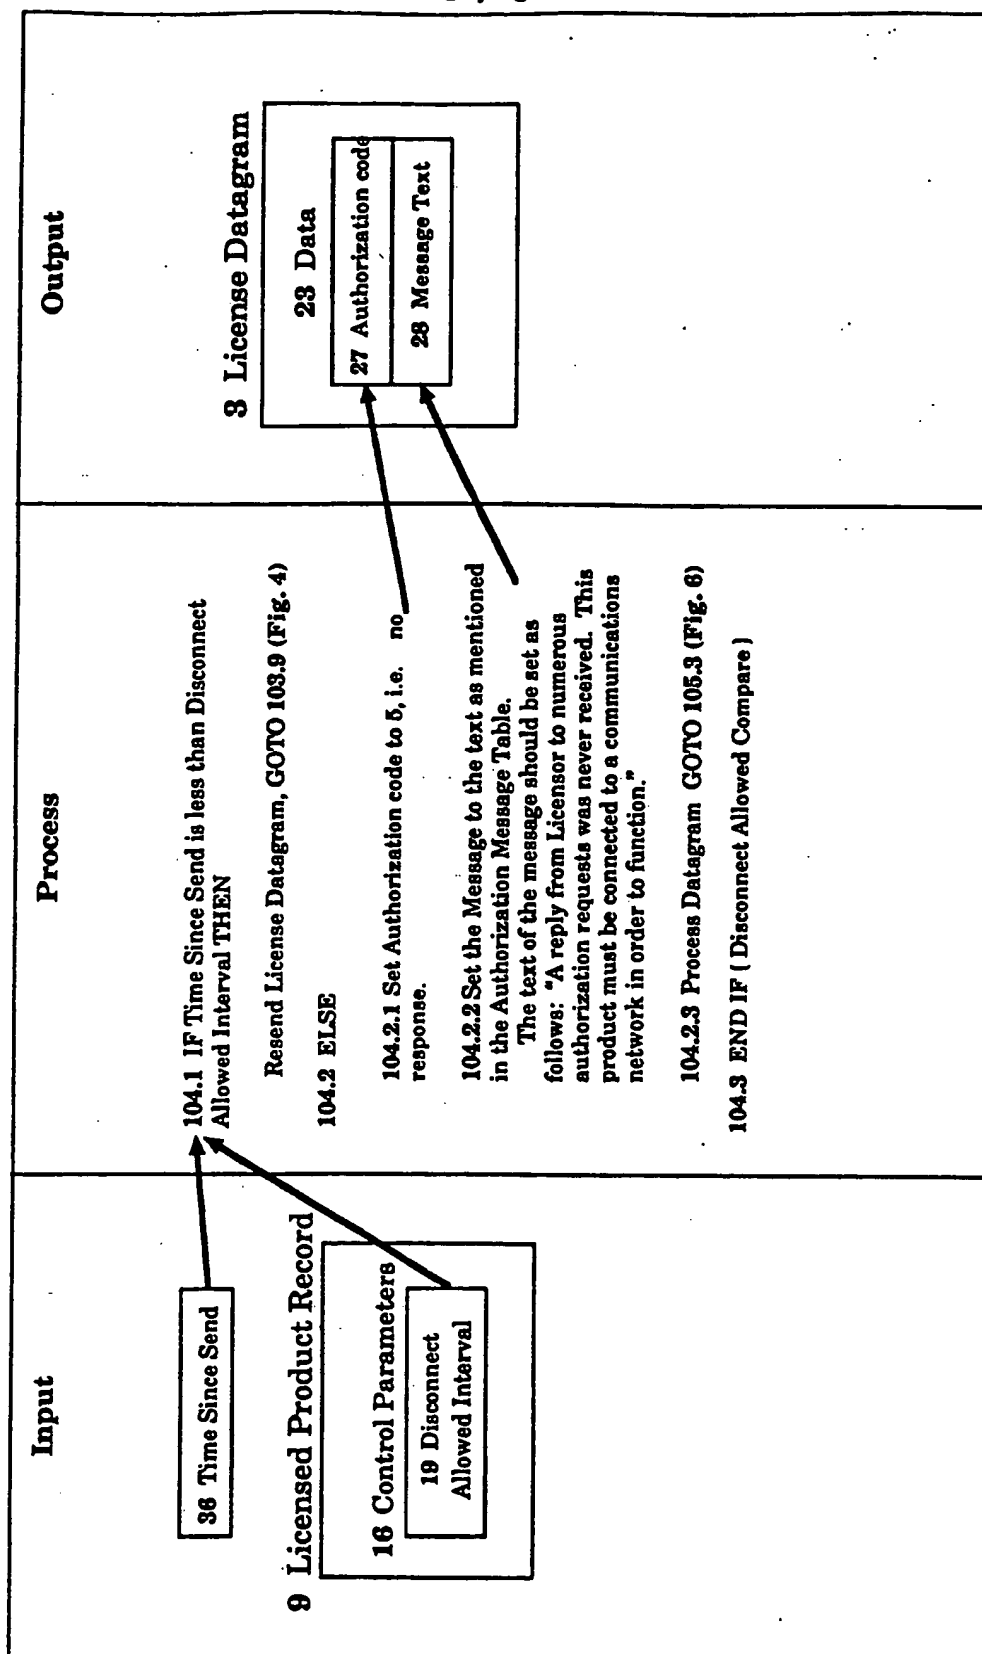 Input
36 Time Since Send
9 Licensed Product Record
16 Control Parameters
19 Disconnect
Allowed Interval
Process
104.1 IF Time Since Send is less than Disconnect
Allowed Interval THEN
Resend License Datagram, GOTO 103.9 (Fig. 4)
104.2 ELSE
104.2.1 Set Authorization code to 5, i.e. no
response.
104.2.2 Set the Message to the text as mentioned
in the Authorization Message Table.
The text of the message should be set as
follows: "A reply from Licensor to numerous
authorization requests was never received. This
product must be connected to a communications
network in order to function."
104.2.3 Process Datagram GOTO 105.3 (Fig. 6)
104.3 END IF ( Disconnect Allowed Compare )
Output
3 License Datagram
23 Data
27 Authorization code
28 Message Text